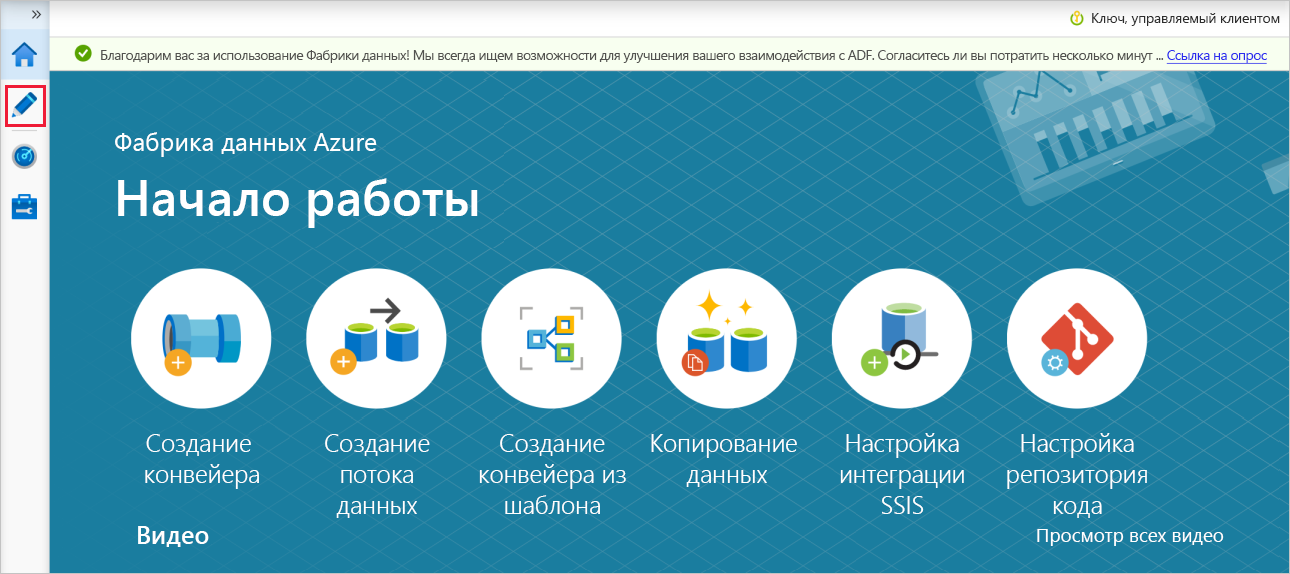 Ключ, управляемый клиентом
Благодарим вас за использование Фабрики данных! Мы всегда ищем возможности для улучшения вашего взаимодействия с ADF. Согласитесь ли вы потратить несколько минут ... Ссылка на опрос
Фабрика данных Azure
Начало работы
Создание
конвейера
Создание
потока
данных
Создание
конвейера из
шаблона
Копирование
данных
Настройка
интеграции
SSIS
Настройка
репозитория
кода
Видео
Просмотр всех видео